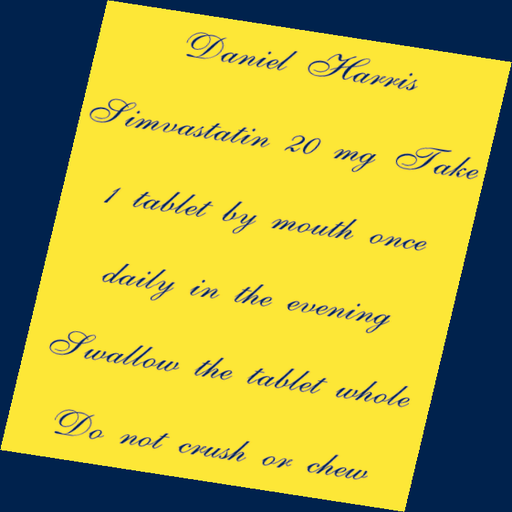 Daniel Harris
Simvastatin 20 mg Take
1 tablet by mouth once
daily in the evening
Swallow the tablet whole
Do not crush or chew